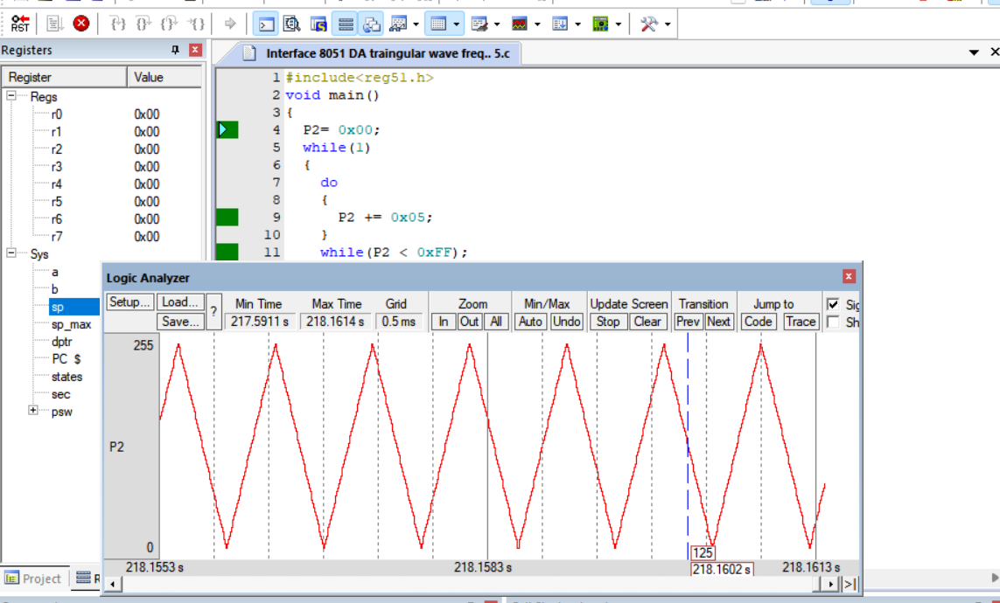 RST
Registers
Interface 8051 DA traingular wave freq.. 5.c
Register Value
Regs
r0 0x00
r1 0x00
r2 0x00
r3 0x00
r4 0x00
r5 0x00
r6 0x00
r7 0x00
Sys
a
b
sp
sp_max
dptr
PC $
states
sec
psw
1 #include<reg51.h>
2 void main()
3 {
4 P2= 0x00;
5 while(1)
6 {
7 do
8 {
9 P2 += 0x05;
10 }
11 while(P2 < 0xFF);
Logic Analyzer
Setup... Load... ? Min Time Max Time Grid Zoom Min/Max Update Screen Transition Jump to Sig
Save... 217.5911 s 218.1614 s 0.5 ms In Out All Auto Undo Stop Clear Prev Next Code Trace Sh
255
P2
0
125
218.1553 s 218.1583 s 218.1602 s 218.1613 s
Project R